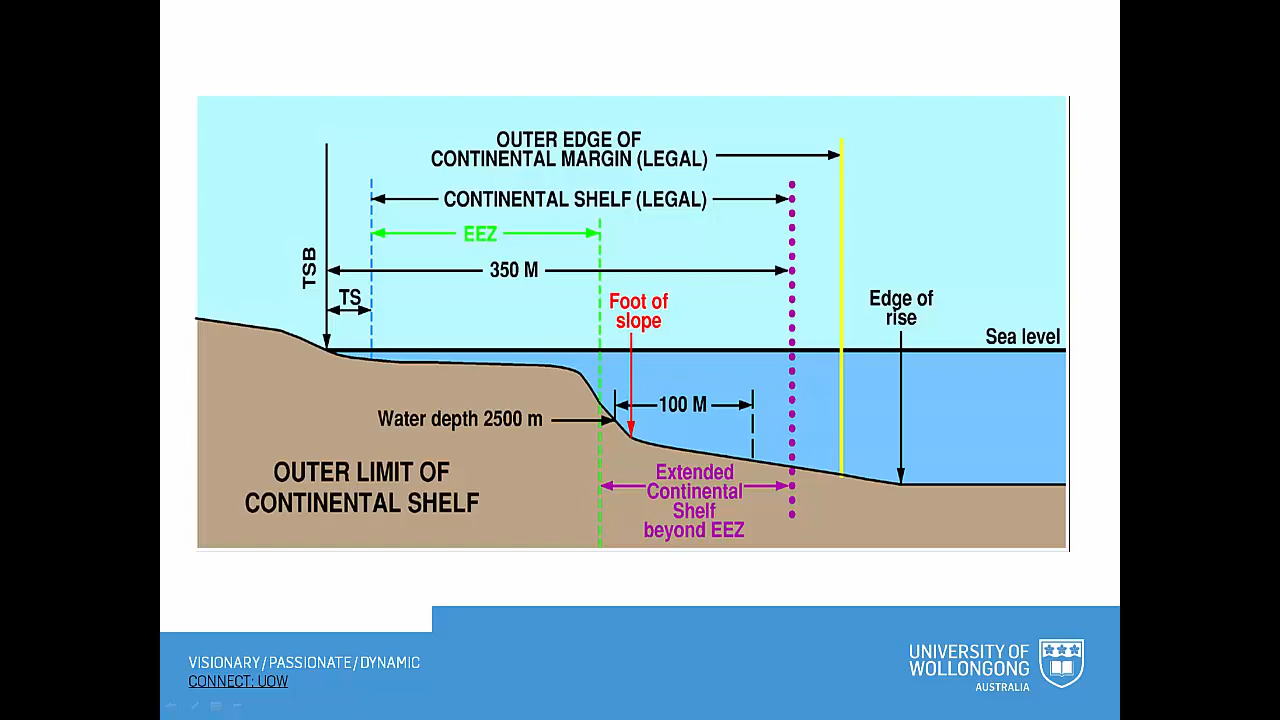 OUTER EDGE OF
CONTINENTAL MARGIN (LEGAL)
CONTINENTAL SHELF (LEGAL)
EEZ
TSB
350 M
TS
Foot of
slope
Edge of
rise
Sea level
100 M
Water depth 2500 m
OUTER LIMIT OF
CONTINENTAL SHELF
Extended
Continental
Shelf
beyond EEZ
VISIONARY / PASSIONATE / DYNAMIC
CONNECT: UOW
UNIVERSITY OF
WOLLONGONG
AUSTRALIA